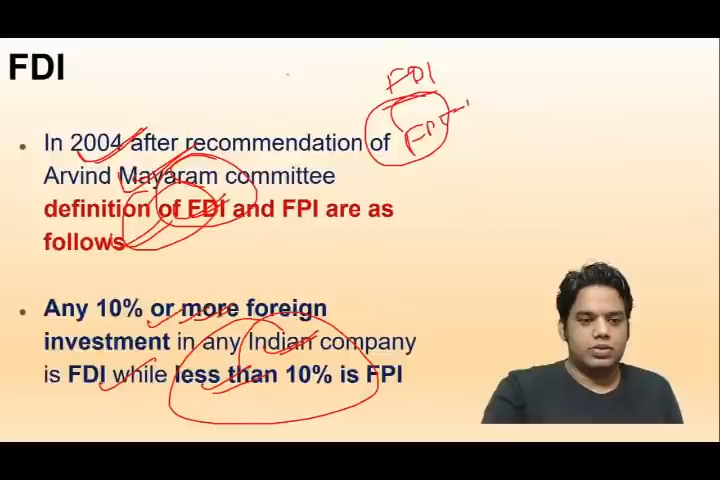 FDI
FDI
FPI
• In 2004 after recommendation of
Arvind Mayaram committee
definition of FDI and FPI are as
follows
• Any 10% or more foreign
investment in any Indian company
is FDI while less than 10% is FPI